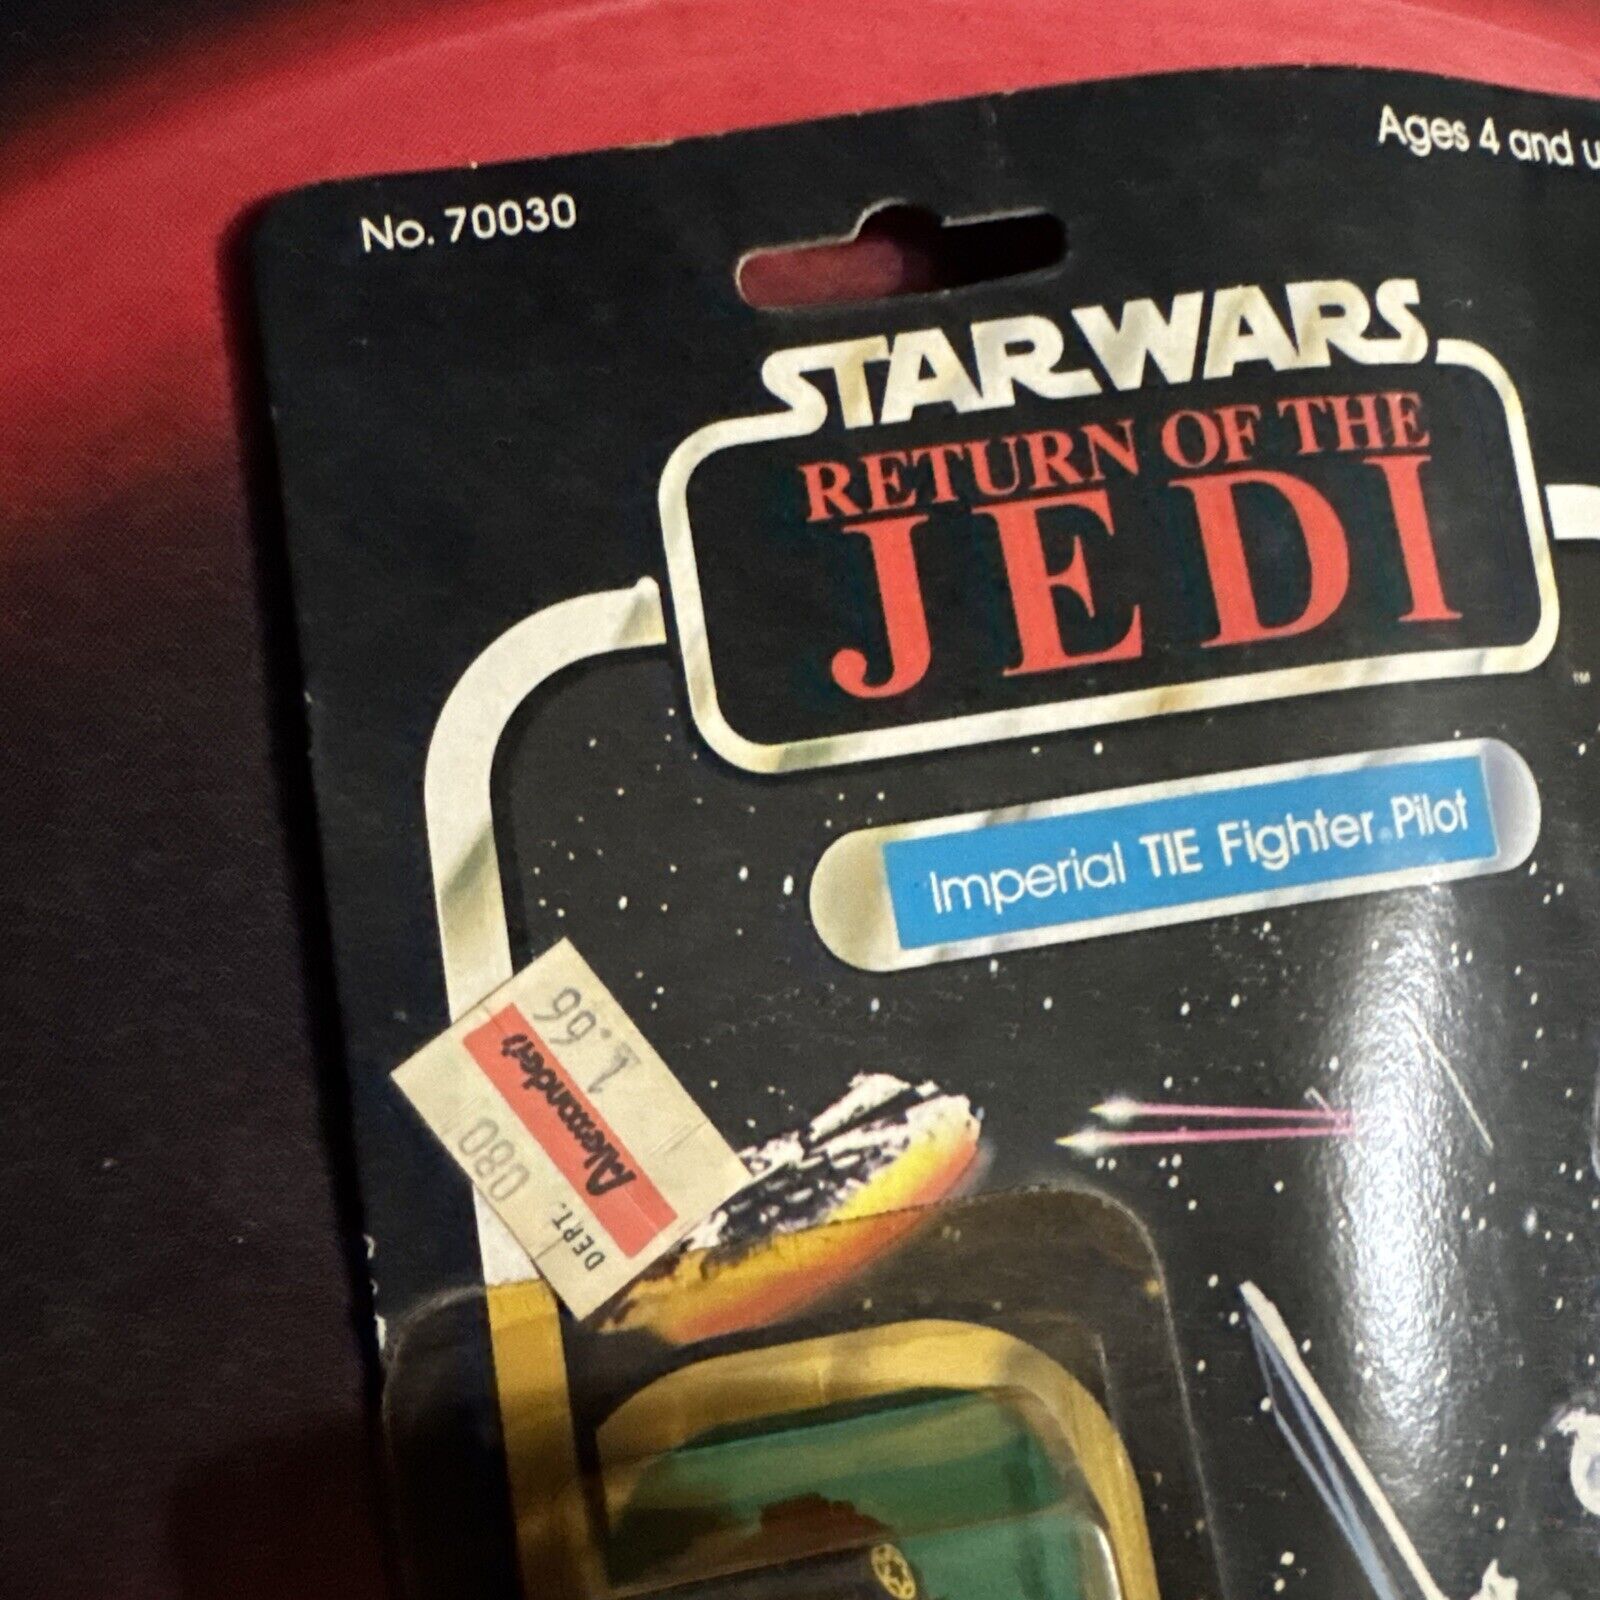 No. 70030
Ages 4 and u
STAR WARS
RETURN OF THE
JEDI
TM
Imperial TIE Fighter Pilot
1.66
Alexander's
DEPT. 080